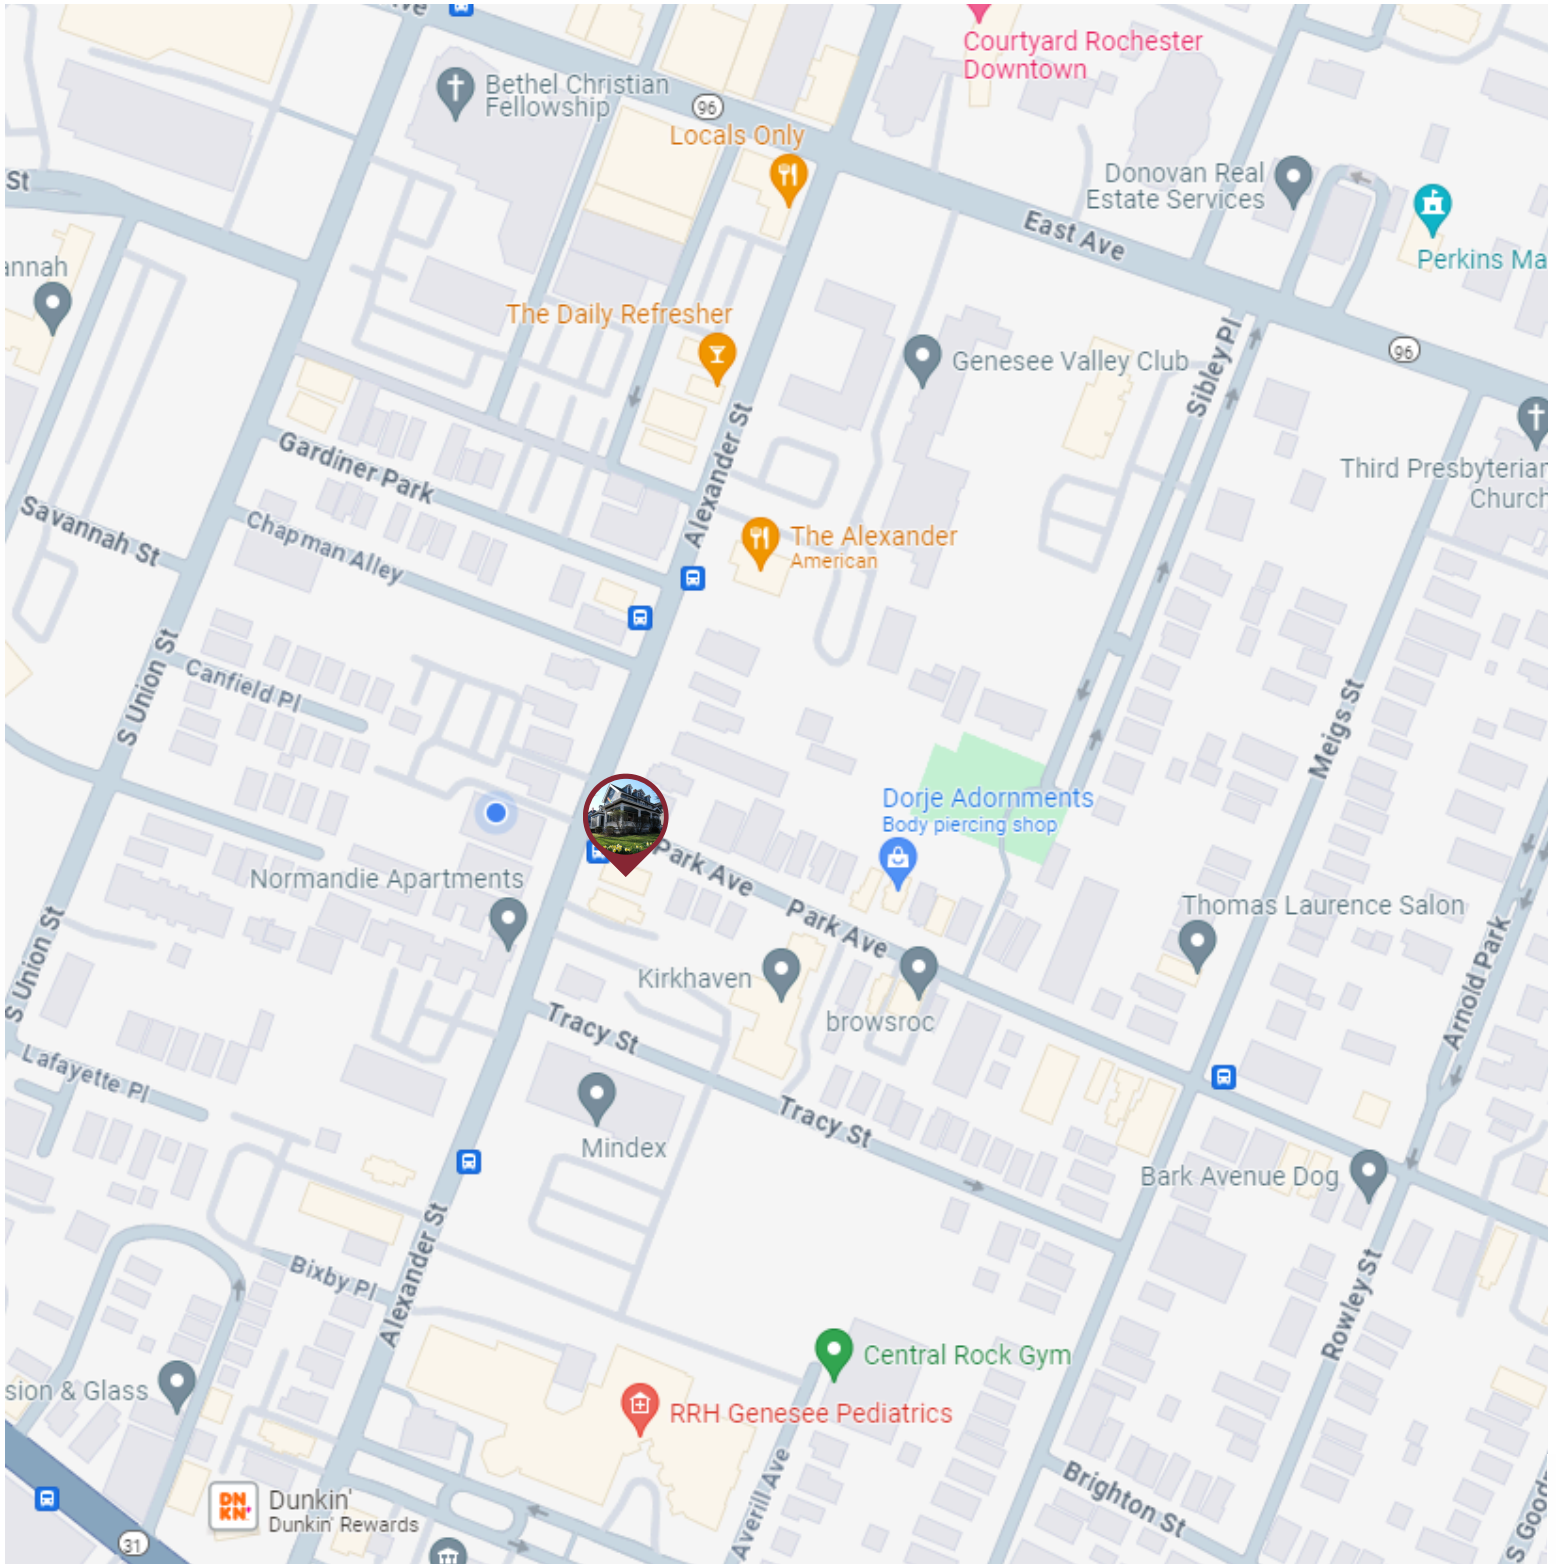 ve
Courtyard Rochester
Downtown
Bethel Christian
Fellowship
96
Locals Only
St
Donovan Real
Estate Services
East Ave
Perkins Ma
annah
The Daily Refresher
Sibley Pl
96
Genesee Valley Club
Alexander St
Gardiner Park
Third Presbyterian
Church
Savannah St
Chapman Alley
The Alexander
American
S Union St
Canfield Pl
Meigs St
Dorje Adornments
Body piercing shop
Park Ave
Normandie Apartments
Park Ave
Thomas Laurence Salon
S Union St
Arnold Park
Kirkhaven
browsroc
Tracy St
Lafayette Pl
Tracy St
Mindex
Bark Avenue Dog
Alexander St
Bixby Pl
Rowley St
Central Rock Gym
sion & Glass
RRH Genesee Pediatrics
Averill Ave
Brighton St
DN
KN'
Dunkin'
Dunkin' Rewards
S Good
31